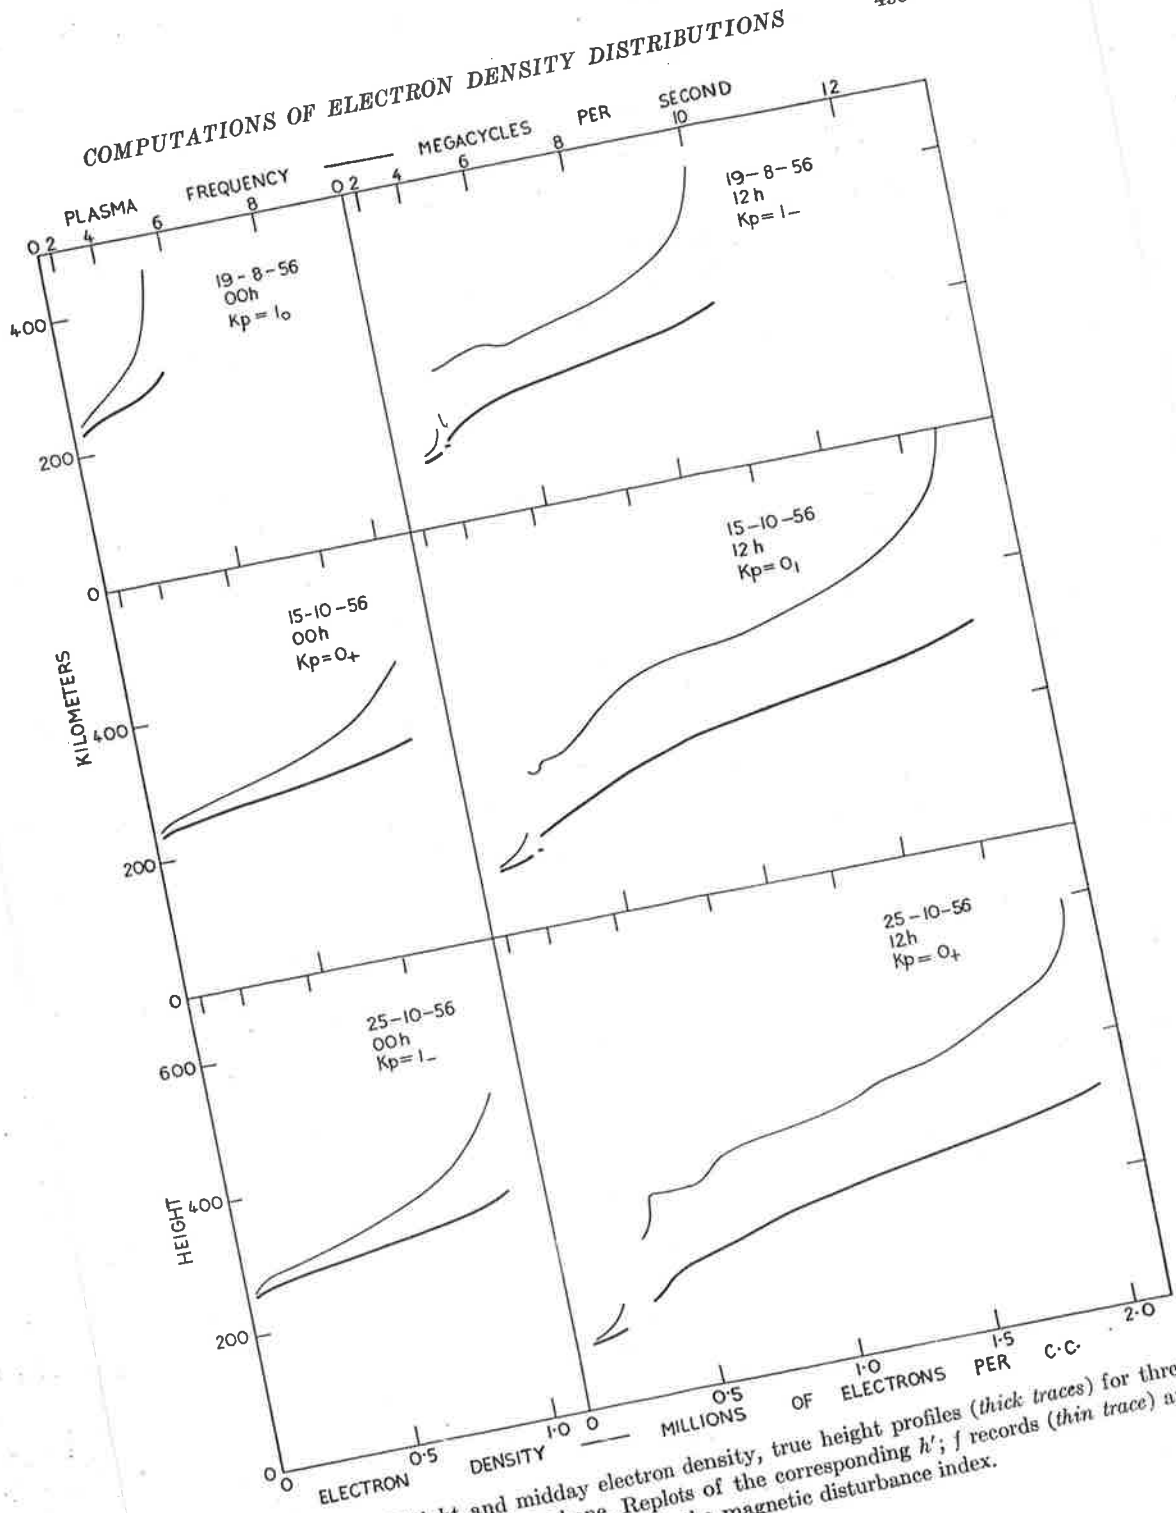 COMPUTATIONS OF ELECTRON DENSITY DISTRIBUTIONS
PLASMA FREQUENCY — MEGACYCLES PER SECOND
0 2 4 6 8 0 2 4 6 8 10 12
19-8-56
00h
Kp = 1o
19-8-56
12h
Kp= 1-
400
200
0
15-10-56
00h
Kp=0+
15-10-56
12h
Kp=01
400
200
0
25-10-56
00h
Kp= 1-
25-10-56
12h
Kp= 0+
600
400
200
0
HEIGHT KILOMETERS
0 0·5 1·0 0 0·5 1·0 1·5 2·0
ELECTRON DENSITY — MILLIONS OF ELECTRONS PER C.C.
and midday electron density, true height profiles (thick traces) for
Replots of the corresponding h′; f records (thin trace)
magnetic disturbance index.